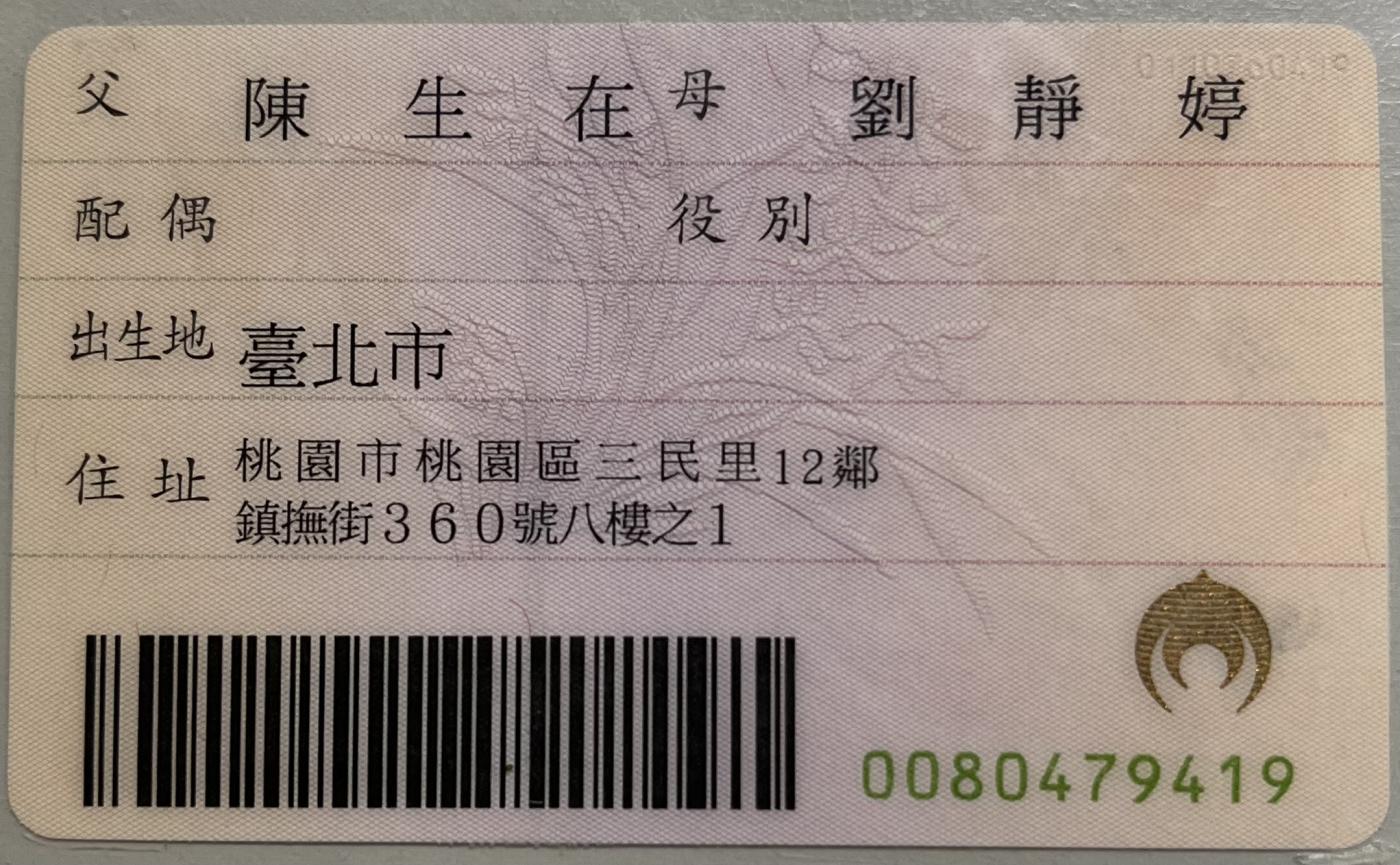 父 陳生在 母 劉靜婷
配偶 役別
出生地 臺北市
住址 桃園市桃園區三民里12鄰
鎮撫街360號八樓之1
0080479419